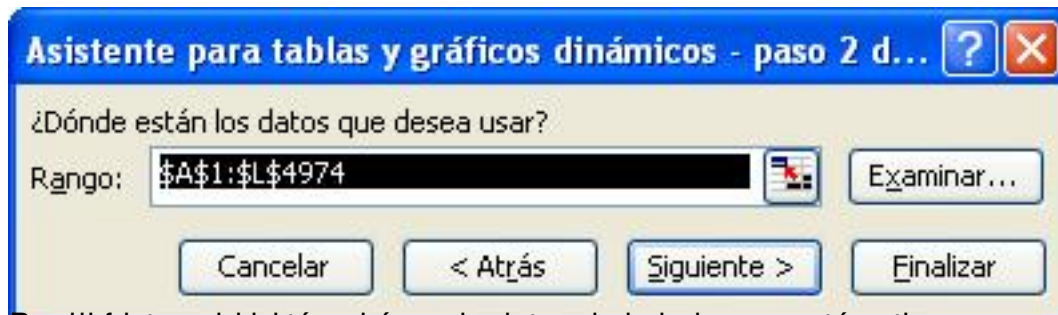 Asistente para tablas y gráficos dinámicos - paso 2 d...
¿Dónde están los datos que desea usar?
Rango: $A$1:$L$4974 Examinar...
Cancelar < Atrás Siguiente > Finalizar